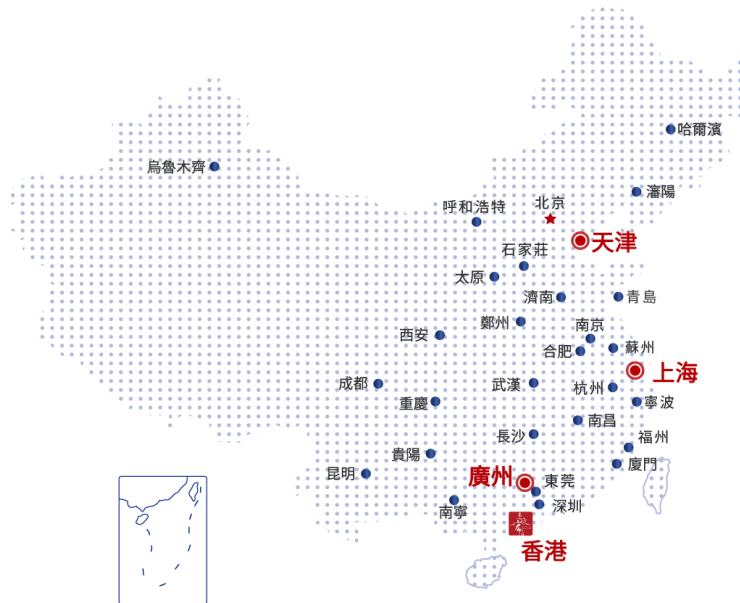 哈爾濱
烏魯木齊
瀋陽
北京
呼和浩特
天津
石家莊
太原
濟南
青島
鄭州
南京
西安
蘇州
合肥
上海
成都
武漢
杭州
重慶
寧波
南昌
長沙
福州
貴陽
廈門
昆明
廣州
東莞
深圳
南寧
香港